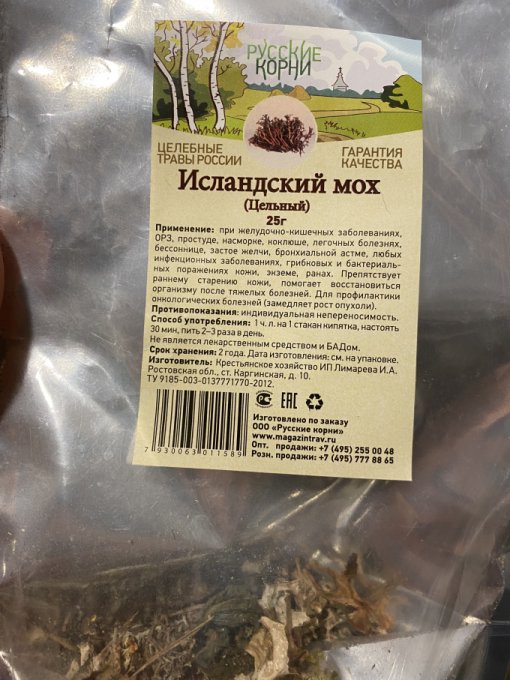 РУССКИЕ
КОРНИ
ЦЕЛЕБНЫЕ
ТРАВЫ РОССИИ
ГАРАНТИЯ
КАЧЕСТВА
Исландский мох
(Цельный)
25г
Применение: при желудочно-кишечных заболеваниях,
ОРЗ, простуде, насморке, коклюше, легочных болезнях,
бессоннице, застое желчи, бронхиальной астме, любых
инфекционных заболеваниях, грибковых и бактериаль-
ных поражениях кожи, экземе, ранах. Препятствует
раннему старению кожи, помогает восстановиться
организму после тяжелых болезней. Для профилактики
онкологических болезней (замедляет рост опухоли).
Противопоказания: индивидуальная непереносимость.
Способ употребления: 1 ч. л. на 1 стакан кипятка, настоять
30 мин, пить 2–3 раза в день.
Не является лекарственным средством и БАДом.
Срок хранения: 2 года. Дата изготовления: см. на упаковке.
Изготовитель: Крестьянское хозяйство ИП Лимарева И.А.
Ростовская обл., ст. Каргинская, д. 10.
ТУ 9185-003-0137771770-2012.
Изготовлено по заказу
ООО «Русские корни»
www.magazintrav.ru
Опт. продажи: +7 (495) 255 00 48
Розн. продажи: +7 (495) 777 88 65
7 930063 011589